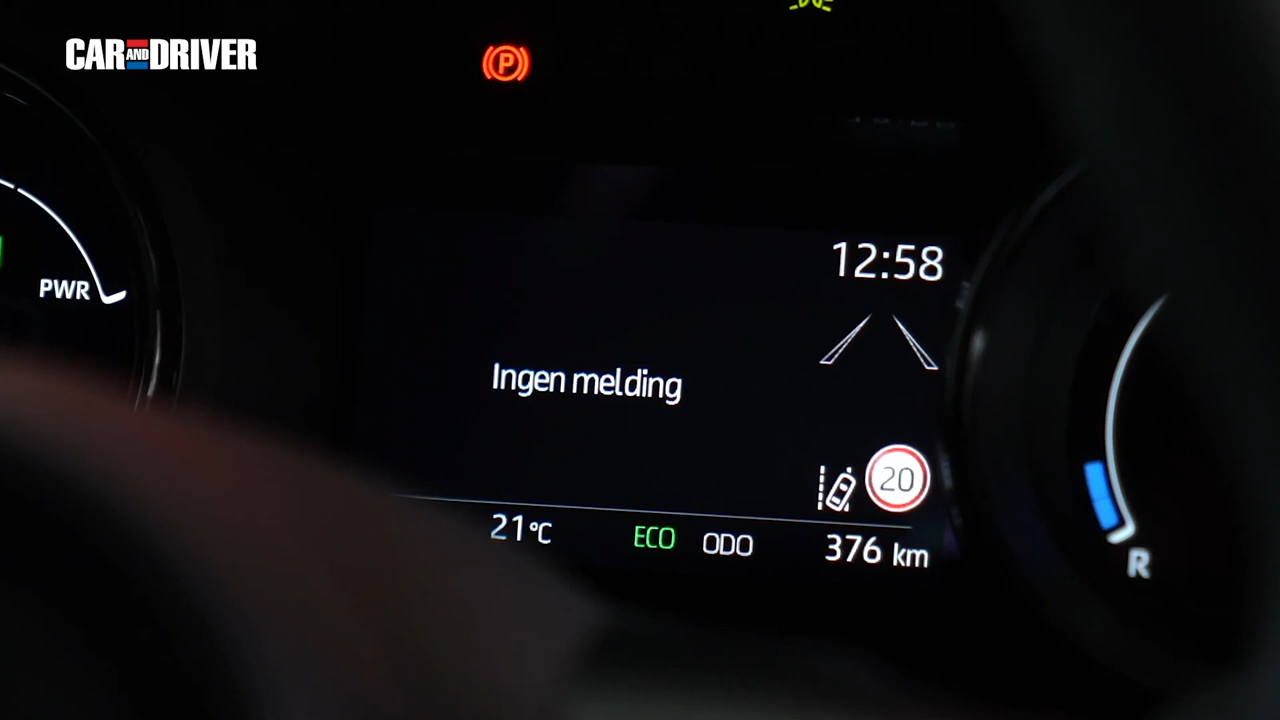 CAR AND DRIVER
P
PWR
12:58
Ingen melding
20
21°C ECO ODO 376 km
R